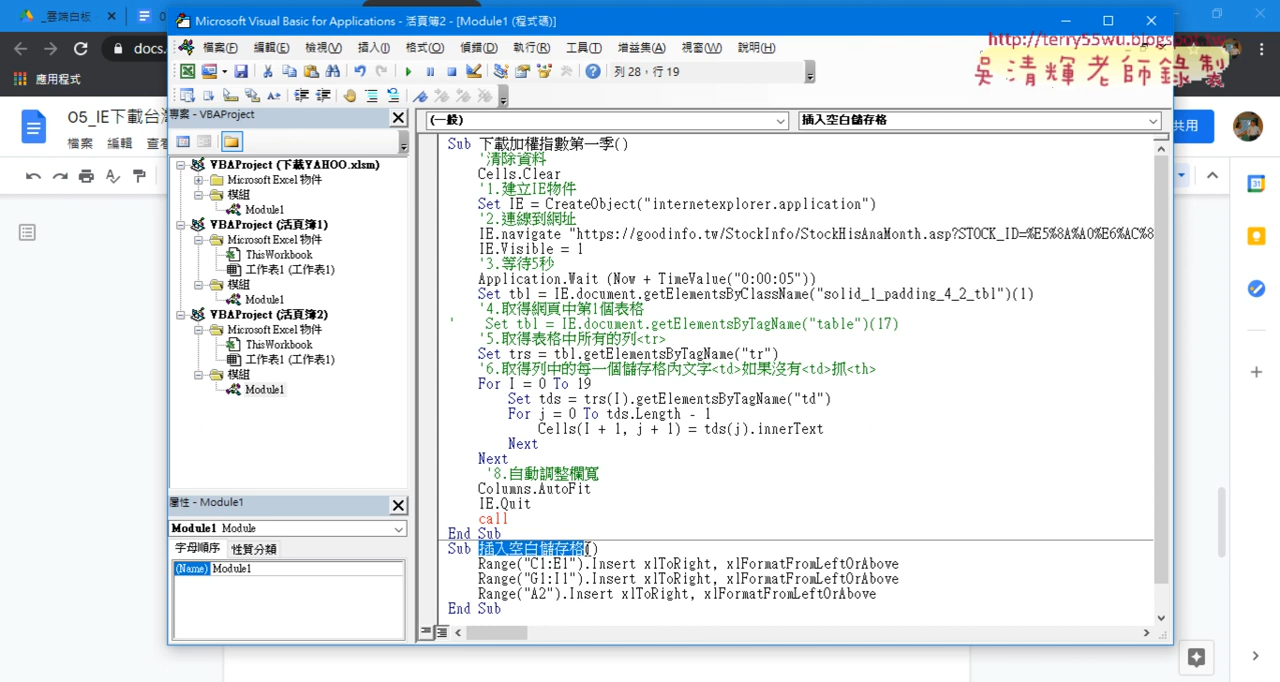 _雲端白板
docs.
應用程式
05_IE下載台
檔案 編輯 查看
共用
Microsoft Visual Basic for Applications - 活頁簿2 - [Module1 (程式碼)]
http://terry55wu.blogspot.tw
吳清輝老師錄製
檔案(F) 編輯(E) 檢視(V) 插入(I) 格式(O) 偵錯(D) 執行(R) 工具(T) 增益集(A) 視窗(W) 說明(H)
列 28，行 19
專案 - VBAProject
VBAProject (下載YAHOO.xlsm)
Microsoft Excel 物件
模組
Module1
VBAProject (活頁簿1)
Microsoft Excel 物件
ThisWorkbook
工作表1 (工作表1)
模組
Module1
VBAProject (活頁簿2)
Microsoft Excel 物件
ThisWorkbook
工作表1 (工作表1)
模組
Module1
屬性 - Module1
Module1 Module
字母順序 性質分類
(Name) Module1
(一般)
插入空白儲存格
Sub 下載加權指數第一季()
'清除資料
Cells.Clear
'1.建立IE物件
Set IE = CreateObject("internetexplorer.application")
'2.連線到網址
IE.navigate "https://goodinfo.tw/StockInfo/StockHisAnaMonth.asp?STOCK_ID=%E5%8A%A0%E6%AC%8
IE.Visible = 1
'3.等待5秒
Application.Wait (Now + TimeValue("0:00:05"))
Set tbl = IE.document.getElementsByClassName("solid_1_padding_4_2_tbl")(1)
'4.取得網頁中第1個表格
' Set tbl = IE.document.getElementsByTagName("table")(17)
'5.取得表格中所有的列<tr>
Set trs = tbl.getElementsByTagName("tr")
'6.取得列中的每一個儲存格內文字<td>如果沒有<td>抓<th>
For I = 0 To 19
Set tds = trs(I).getElementsByTagName("td")
For j = 0 To tds.Length - 1
Cells(I + 1, j + 1) = tds(j).innerText
Next
Next
'8.自動調整欄寬
Columns.AutoFit
IE.Quit
call
End Sub
Sub 插入空白儲存格()
Range("C1:E1").Insert xlToRight, xlFormatFromLeftOrAbove
Range("G1:I1").Insert xlToRight, xlFormatFromLeftOrAbove
Range("A2").Insert xlToRight, xlFormatFromLeftOrAbove
End Sub